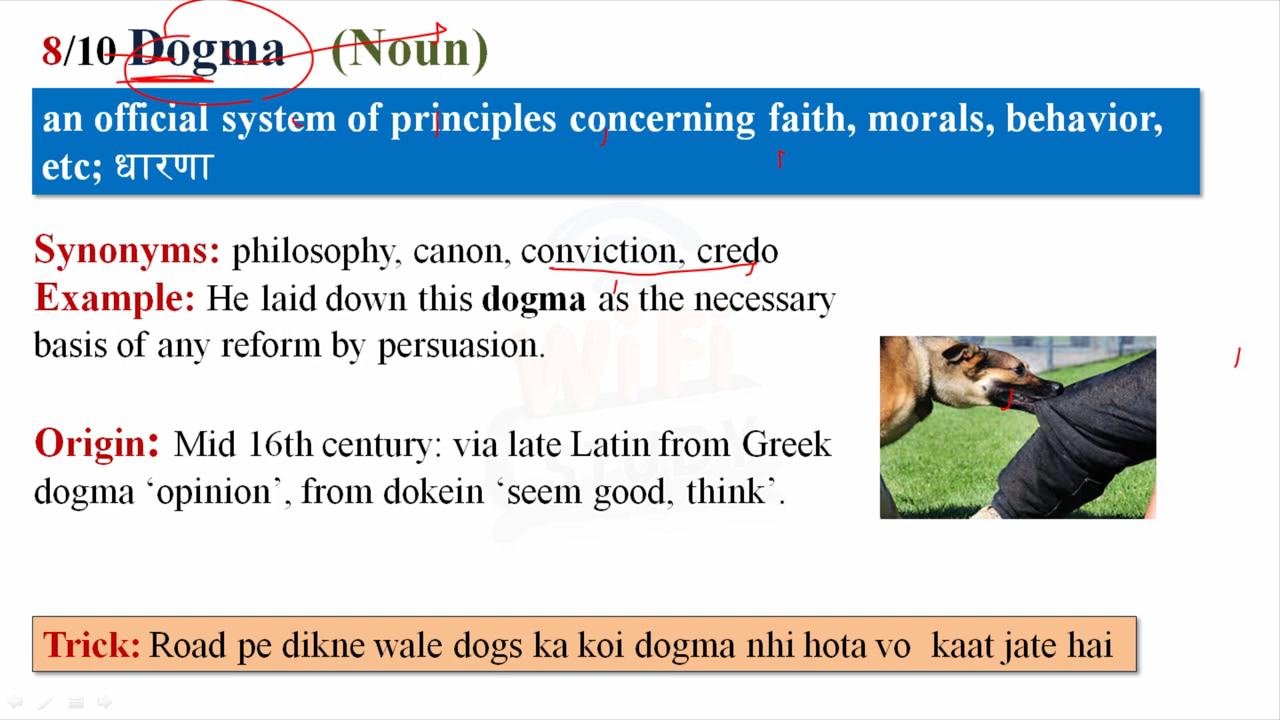 8/10 Dogma (Noun)
an official system of principles concerning faith, morals, behavior,
etc; धारणा
Synonyms: philosophy, canon, conviction, credo
Example: He laid down this dogma as the necessary
basis of any reform by persuasion.
WiFi
STUDY
Origin: Mid 16th century: via late Latin from Greek
dogma ‘opinion’, from dokein ‘seem good, think’.
Trick: Road pe dikne wale dogs ka koi dogma nhi hota vo kaat jate hai